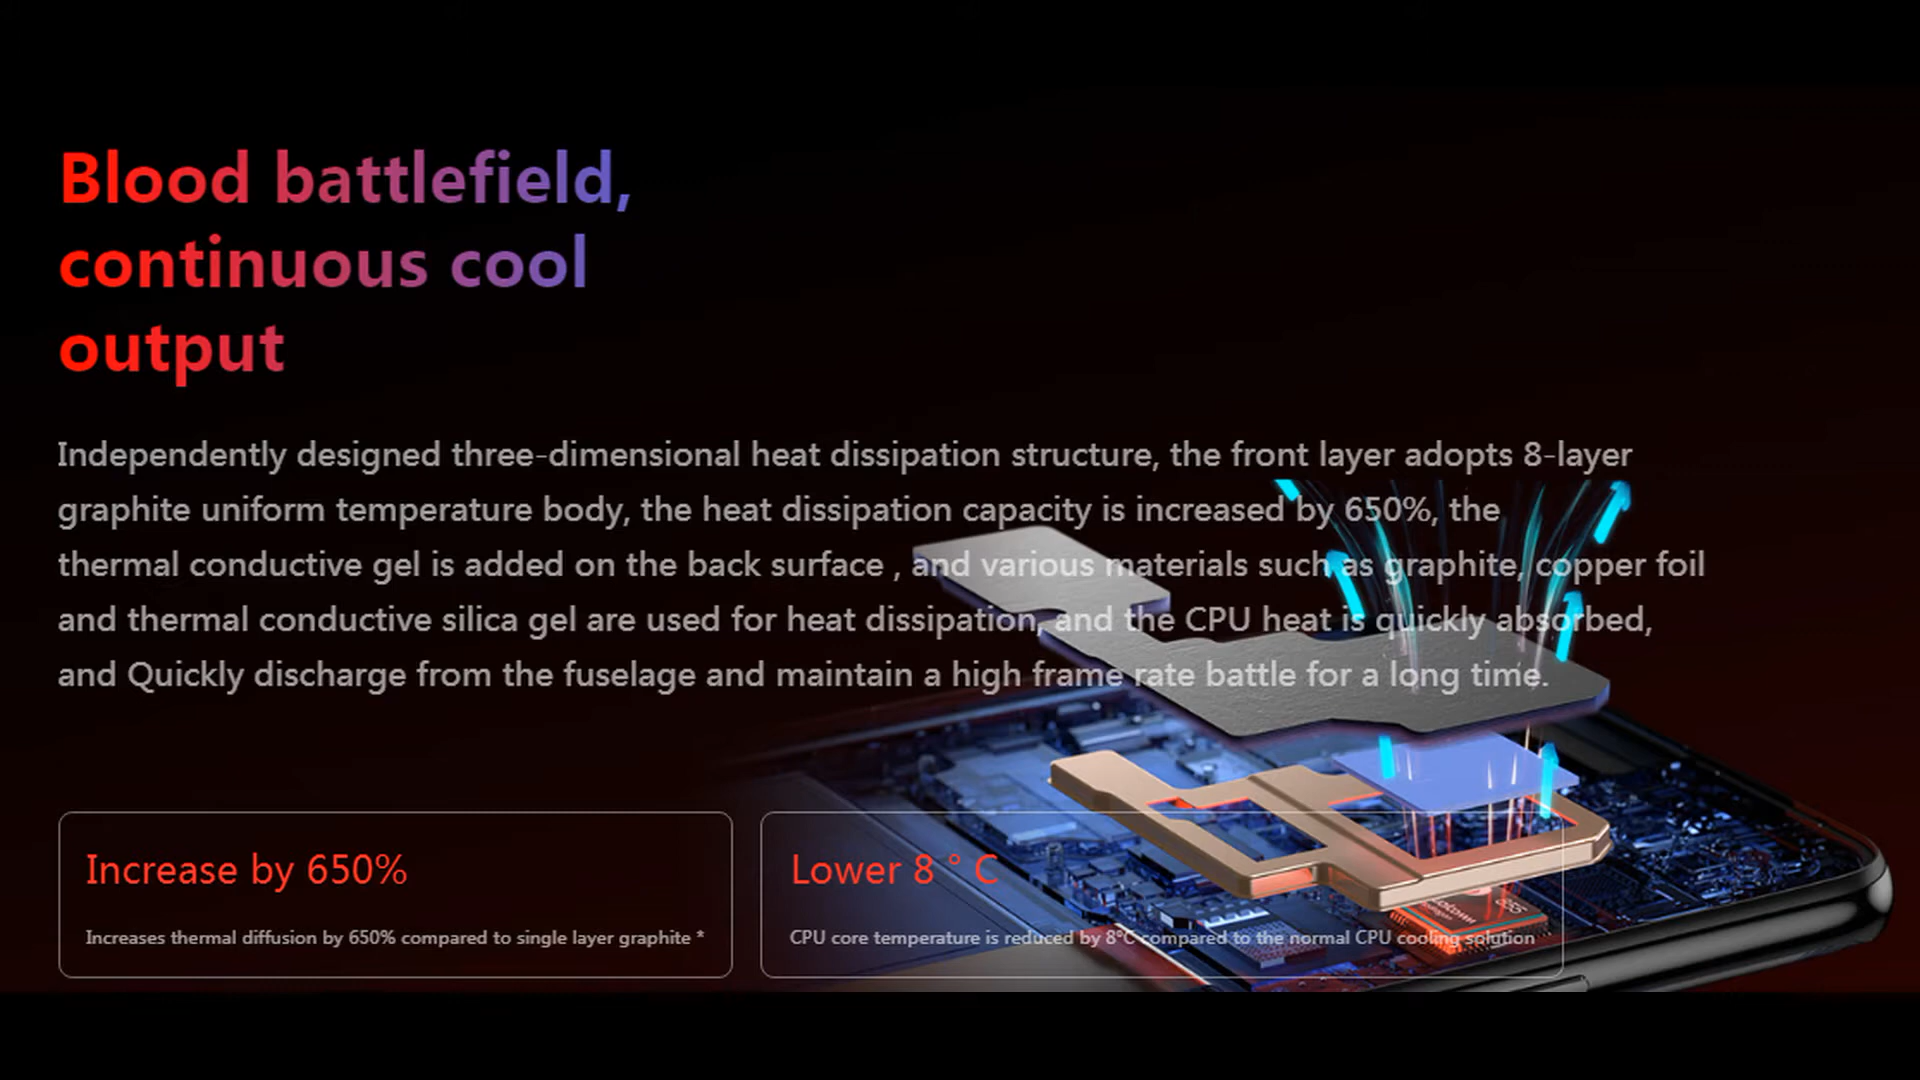 Blood battlefield,
continuous cool
output
Independently designed three-dimensional heat dissipation structure, the front layer adopts 8-layer
graphite uniform temperature body, the heat dissipation capacity is increased by 650%, the
thermal conductive gel is added on the back surface , and various materials such as graphite, copper foil
and thermal conductive silica gel are used for heat dissipation, and the CPU heat is quickly absorbed,
and Quickly discharge from the fuselage and maintain a high frame rate battle for a long time.
Increase by 650%
Increases thermal diffusion by 650% compared to single layer graphite *
Lower 8 ° C
CPU core temperature is reduced by 8°C compared to the normal CPU cooling solution
855